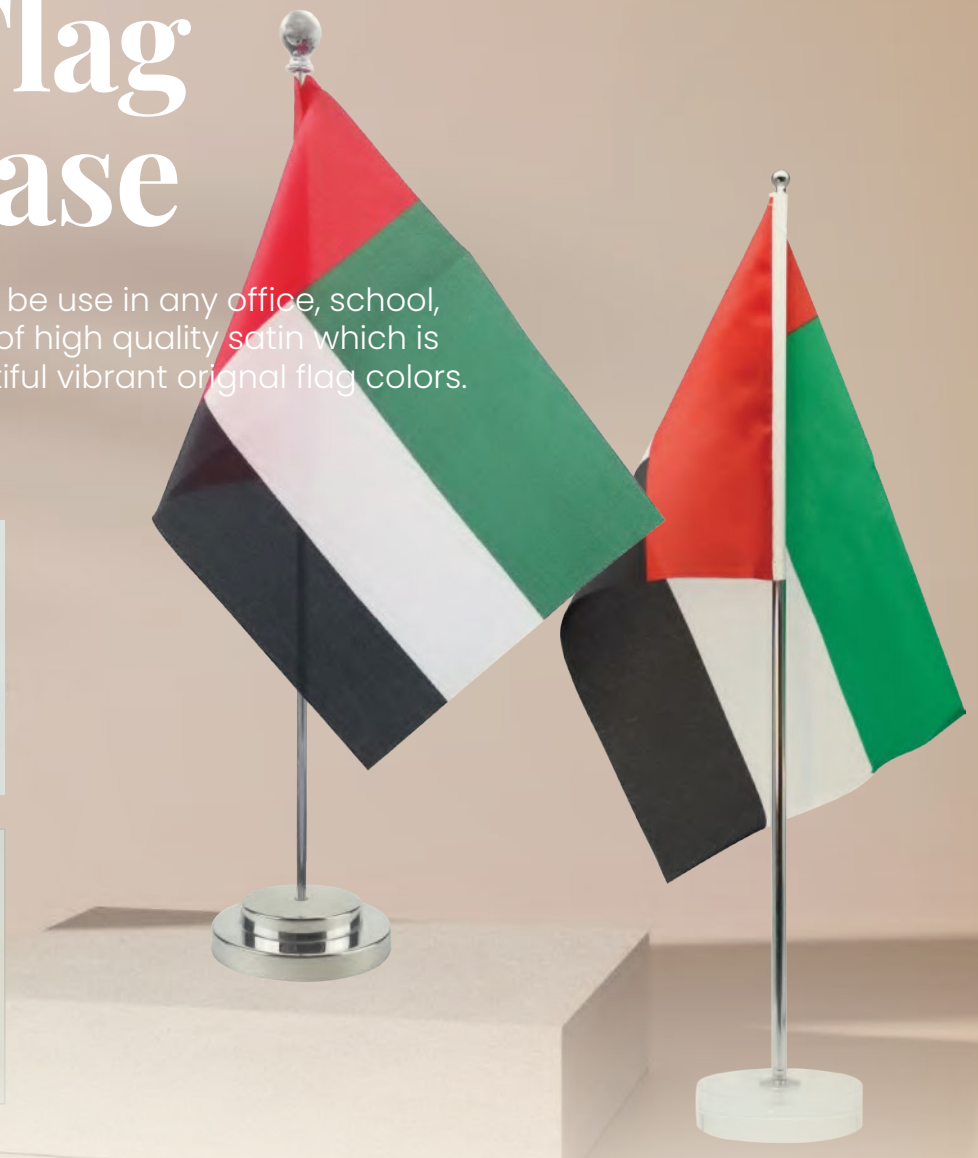 Flag
ase
be use in any office, school,
of high quality satin which is
tiful vibrant orignal flag colors.